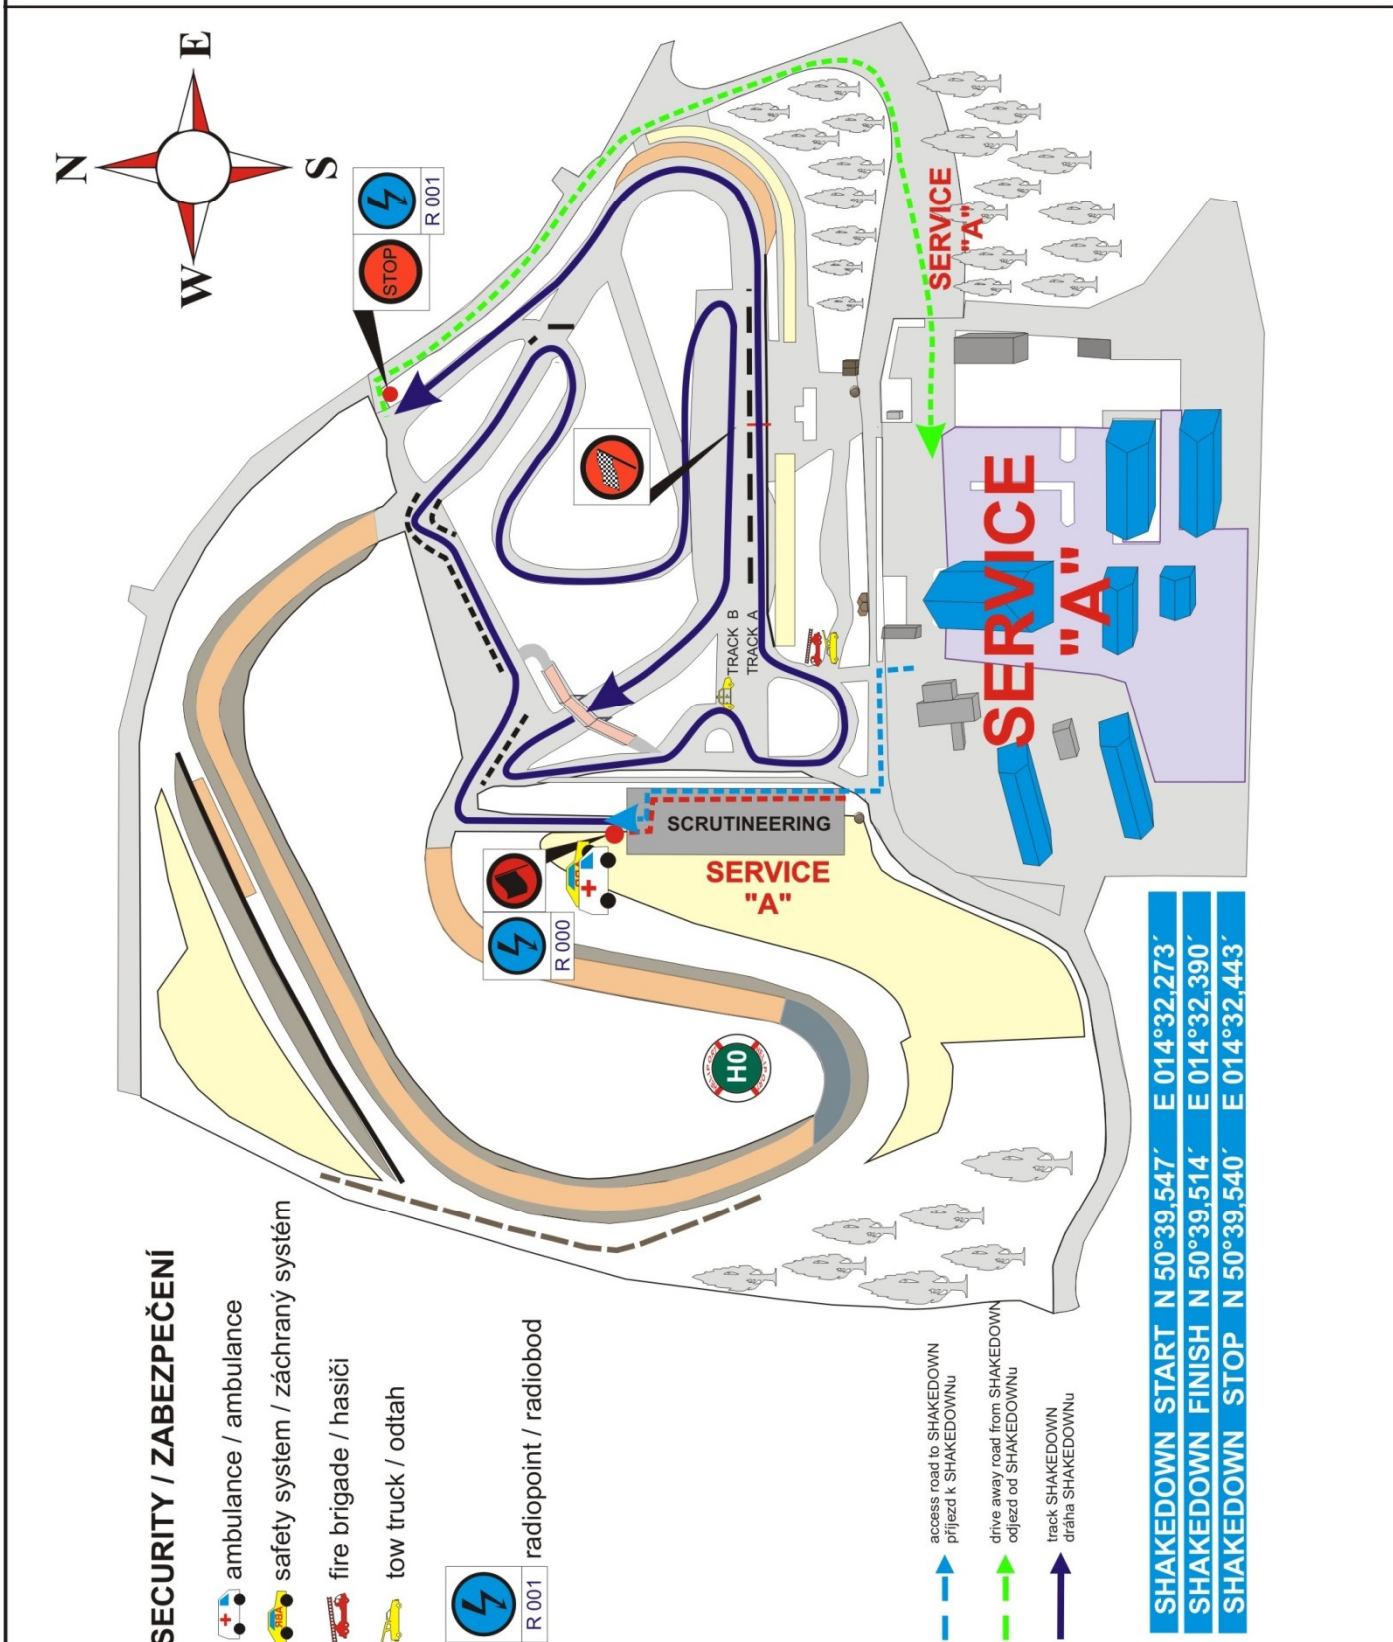 N
E
S
W
STOP
R 001
SERVICE
"A"
TRACK B
TRACK A
SERVICE
"A"
SCRUTINEERING
SERVICE
"A"
R 000
H0
SECURITY / ZABEZPEČENÍ
ambulance / ambulance
safety system / záchraný systém
fire brigade / hasiči
tow truck / odtah
R 001
radiopoint / radiobod
access road to SHAKEDOWN
příjezd k SHAKEDOWNu
drive away road from SHAKEDOWN
odjezd od SHAKEDOWNu
track SHAKEDOWN
dráha SHAKEDOWNu
SHAKEDOWN START N 50°39,547´ E 014°32,273´
SHAKEDOWN FINISH N 50°39,514´ E 014°32,390´
SHAKEDOWN STOP N 50°39,540´ E 014°32,443´